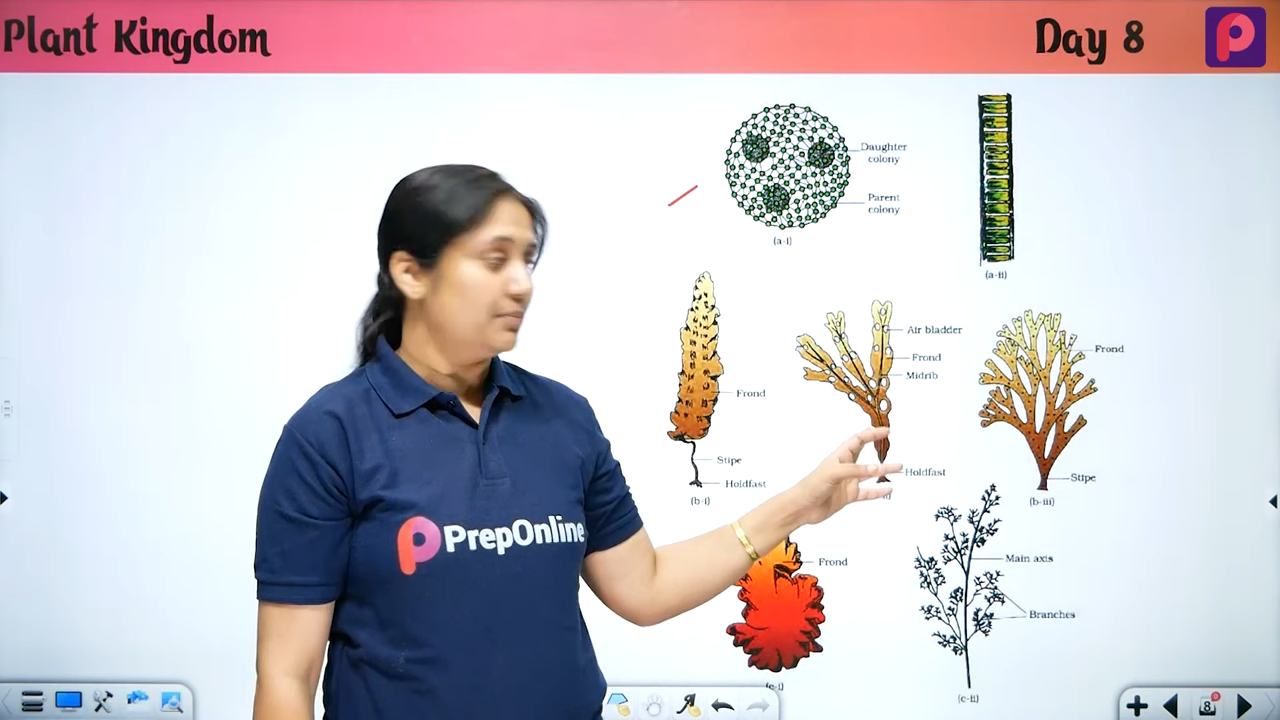 Plant Kingdom
Day 8
Daughter
colony
Parent
colony
(a-i)
(a-ii)
Frond
Stipe
Holdfast
(b-i)
Air bladder
Frond
Midrib
Holdfast
Frond
Stipe
(b-iii)
Frond
Main axis
Branches
(c-ii)
PrepOnline
8